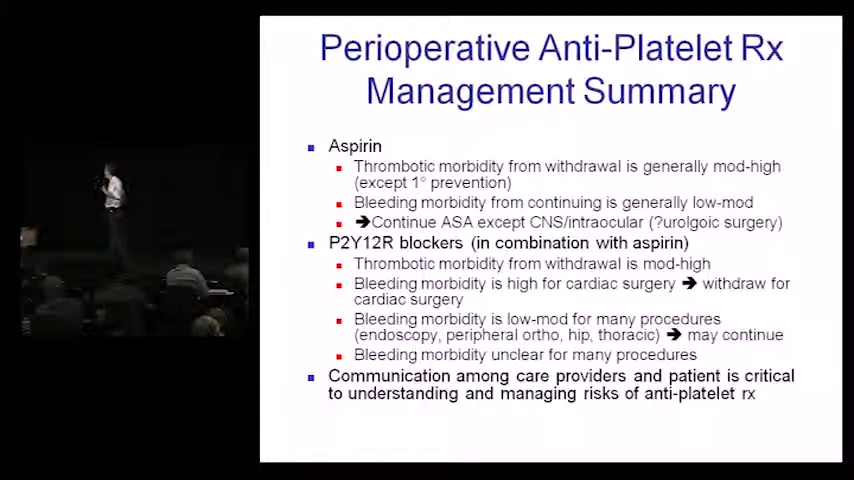 Perioperative Anti-Platelet Rx
Management Summary
Aspirin
Thrombotic morbidity from withdrawal is generally mod-high
(except 1° prevention)
Bleeding morbidity from continuing is generally low-mod
➔Continue ASA except CNS/intraocular (?urolgoic surgery)
P2Y12R blockers (in combination with aspirin)
Thrombotic morbidity from withdrawal is mod-high
Bleeding morbidity is high for cardiac surgery ➔ withdraw for
cardiac surgery
Bleeding morbidity is low-mod for many procedures
(endoscopy, peripheral ortho, hip, thoracic) ➔ may continue
Bleeding morbidity unclear for many procedures
Communication among care providers and patient is critical
to understanding and managing risks of anti-platelet rx